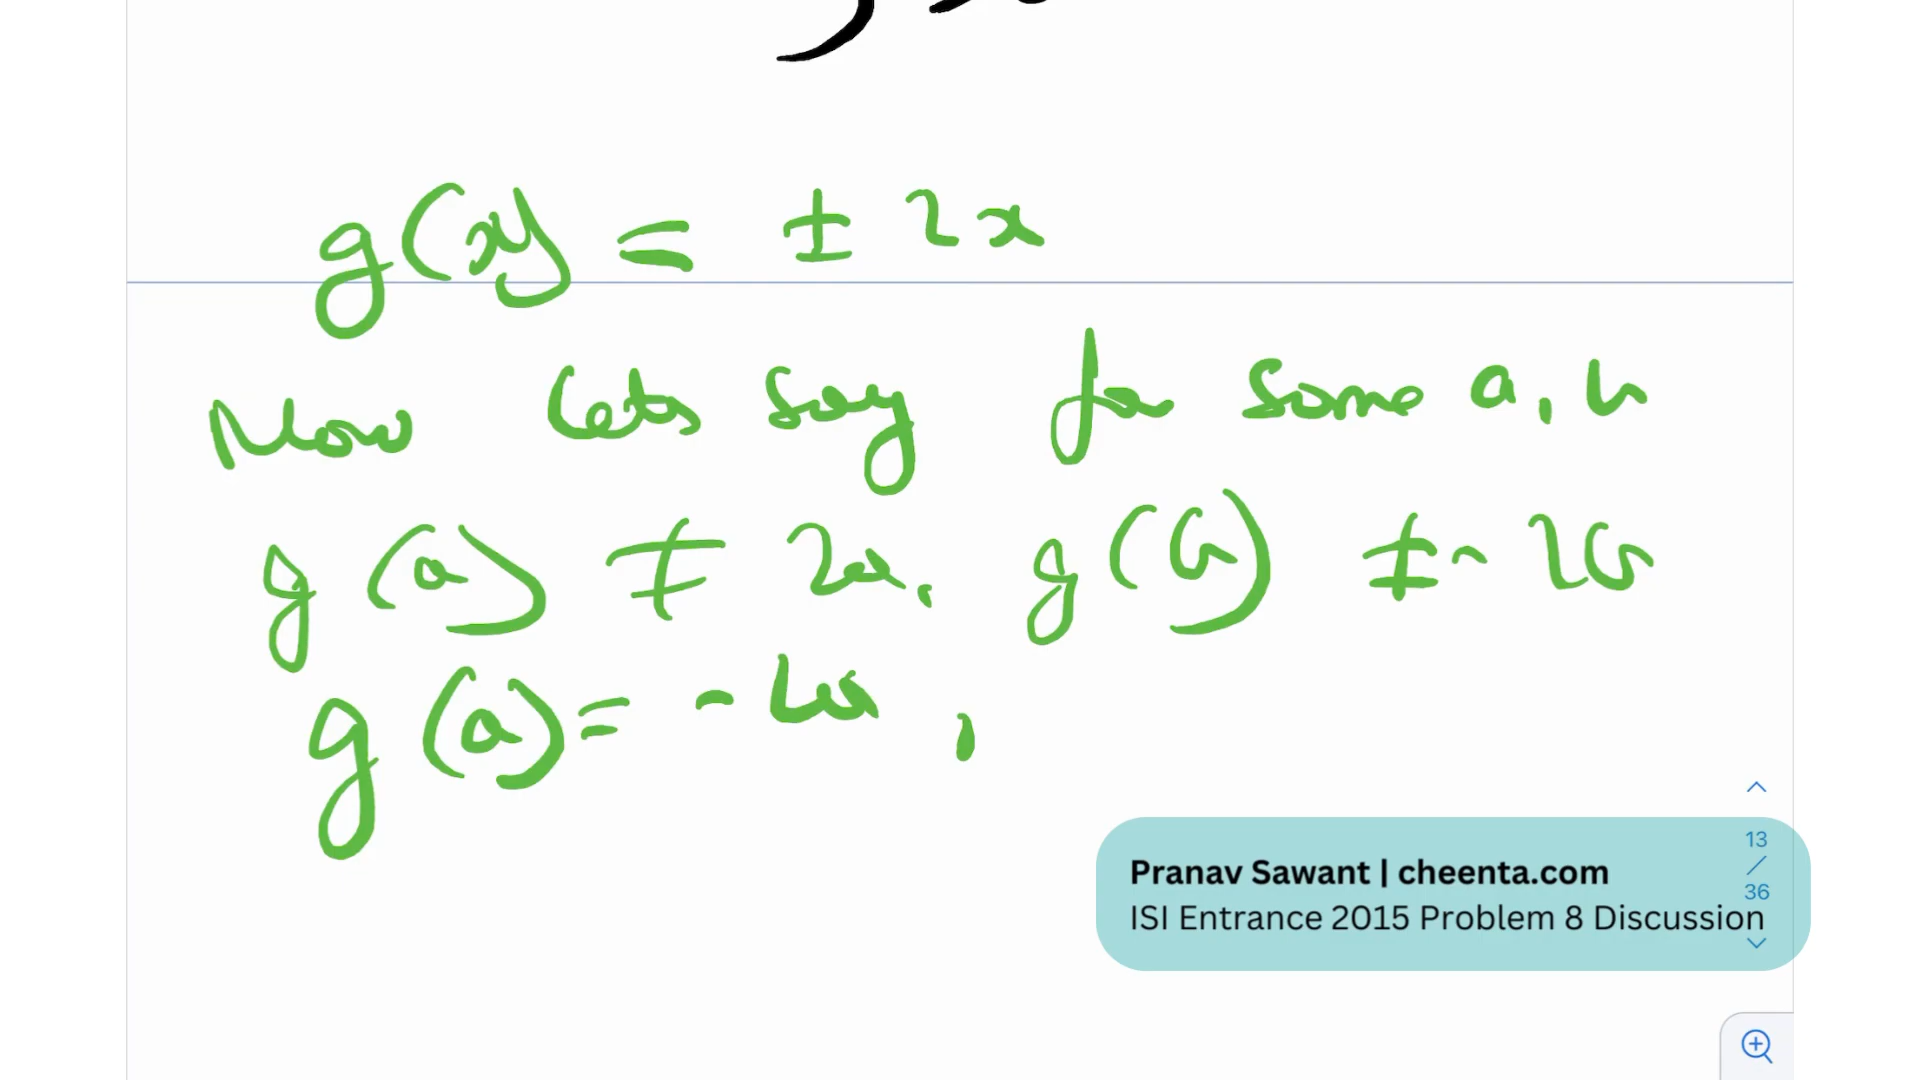 g(x) = ± 2x
Now lets say for some a, b
g(a) ≠ 2a, g(b) ≠ - 2b
g(a) = - 2a ,
13
/
36
Pranav Sawant | cheenta.com
ISI Entrance 2015 Problem 8 Discussion